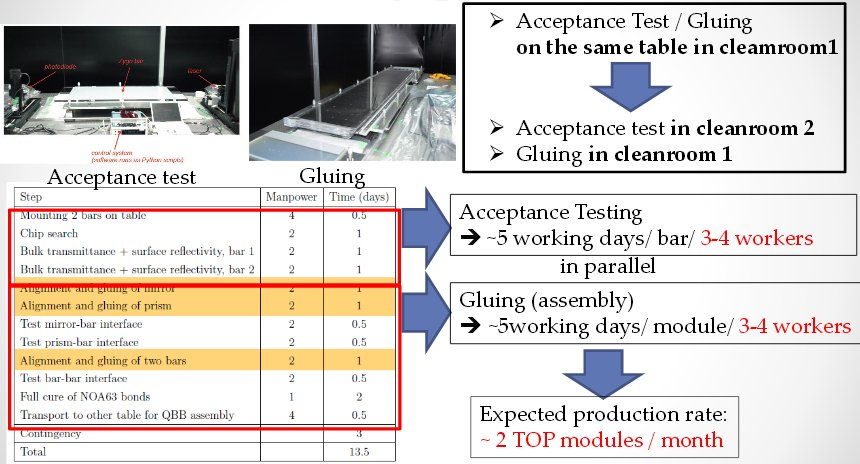 photodiode
Zygo bar
laser
control system
(software runs as Python scripts)
Acceptance test
Gluing
➢ Acceptance Test / Gluing
on the same table in cleamroom1
➢ Acceptance test in cleanroom 2
➢ Gluing in cleanroom 1
Step Manpower Time (days)
Mounting 2 bars on table 4 0.5
Chip search 2 1
Bulk transmittance + surface reflectivity, bar 1 2 1
Bulk transmittance + surface reflectivity, bar 2 2 1
Alignment and gluing of mirror 2 1
Alignment and gluing of prism 2 1
Test mirror-bar interface 2 0.5
Test prism-bar interface 2 0.5
Alignment and gluing of two bars 2 1
Test bar-bar interface 2 0.5
Full cure of NOA63 bonds 1 2
Transport to other table for QBB assembly 4 0.5
Contingency 3
Total 13.5
Acceptance Testing
➔ ~5 working days/ bar/ 3-4 workers
in parallel
Gluing (assembly)
➔ ~5working days/ module/ 3-4 workers
Expected production rate:
~ 2 TOP modules / month